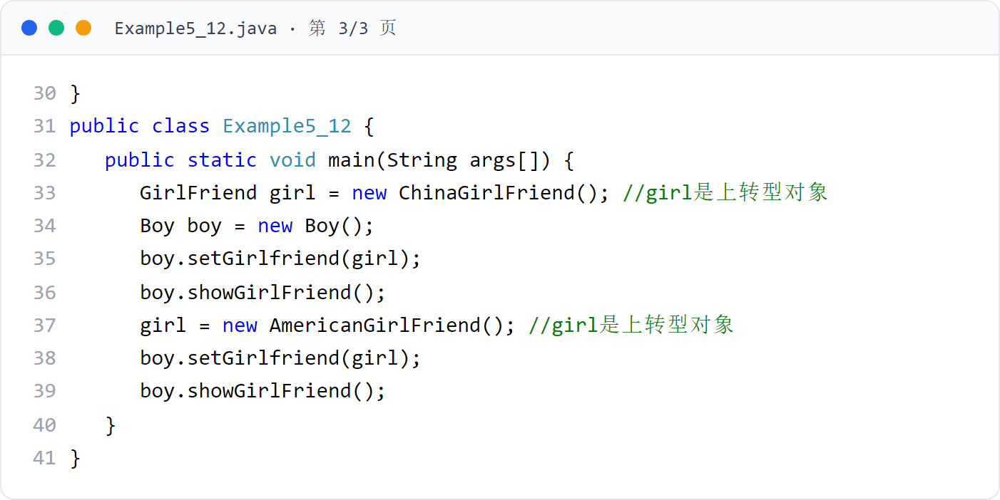 Example5_12.java · 第 3/3 页
30 }
31 public class Example5_12 {
32    public static void main(String args[]) {
33       GirlFriend girl = new ChinaGirlFriend(); //girl是上转型对象
34       Boy boy = new Boy();
35       boy.setGirlfriend(girl);
36       boy.showGirlFriend();
37       girl = new AmericanGirlFriend(); //girl是上转型对象
38       boy.setGirlfriend(girl);
39       boy.showGirlFriend();
40    }
41 }